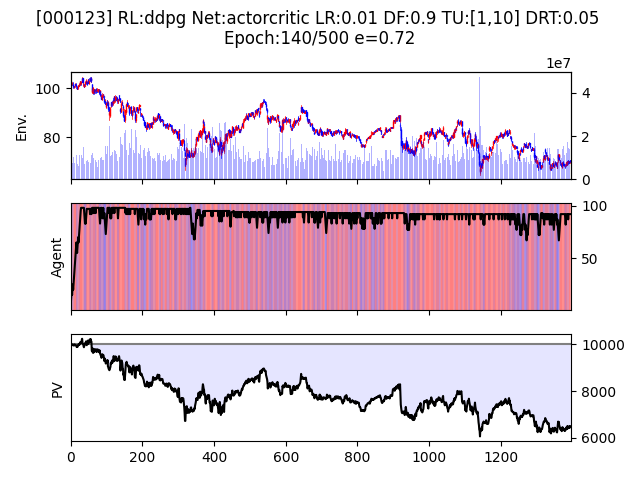 [000123] RL:ddpg Net:actorcritic LR:0.01 DF:0.9 TU:[1,10] DRT:0.05
Epoch:140/500 e=0.72
1e7
100
80
Env.
4
2
0
Agent
100
50
PV
10000
8000
6000
0 200 400 600 800 1000 1200